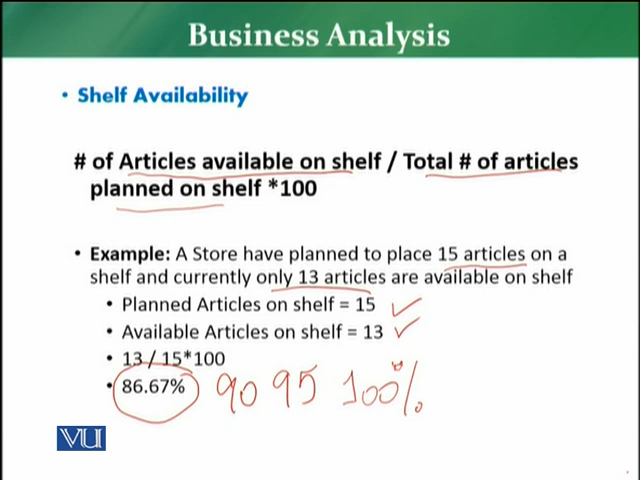 Business Analysis
• Shelf Availability
# of Articles available on shelf / Total # of articles
planned on shelf *100
• Example: A Store have planned to place 15 articles on a
shelf and currently only 13 articles are available on shelf
• Planned Articles on shelf = 15
• Available Articles on shelf = 13
• 13 / 15*100
• 86.67% 90 95 100%
VU